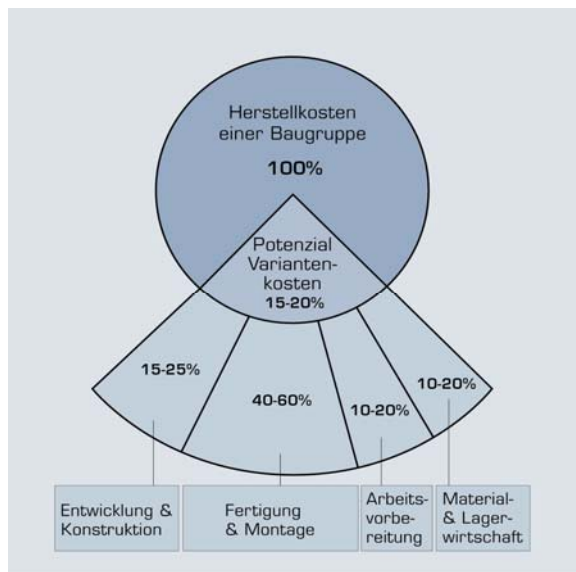 Herstellkosten
einer Baugruppe
100%
Potenzial
Varianten-
kosten
15-20%
15-25%
40-60%
10-20%
10-20%
Entwicklung &
Konstruktion
Fertigung
& Montage
Arbeits-
vorbe-
reitung
Material-
& Lager-
wirtschaft